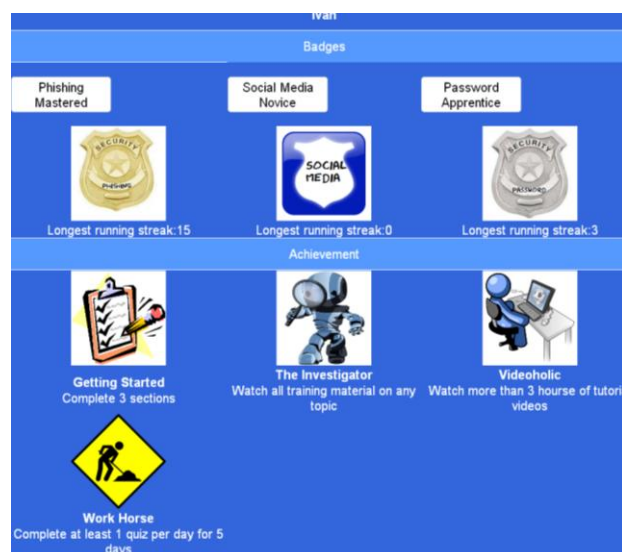 Ivan
Badges
Phishing
Mastered
Social Media
Novice
Password
Apprentice
SECURITY
PHISHING
SOCIAL
MEDIA
SECURITY
PASSWORD
Longest running streak:15
Longest running streak:0
Longest running streak:3
Achievement
Getting Started
Complete 3 sections
The Investigator
Watch all training material on any
topic
Videoholic
Watch more than 3 hourse of tutori
videos
Work Horse
Complete at least 1 quiz per day for 5
days